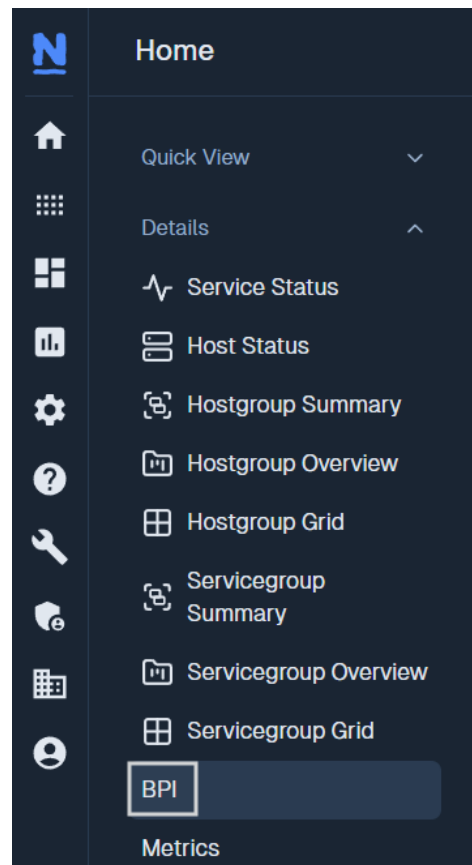 N
Home
Quick View
Details
Service Status
Host Status
Hostgroup Summary
Hostgroup Overview
Hostgroup Grid
Servicegroup
Summary
Servicegroup Overview
Servicegroup Grid
BPI
Metrics